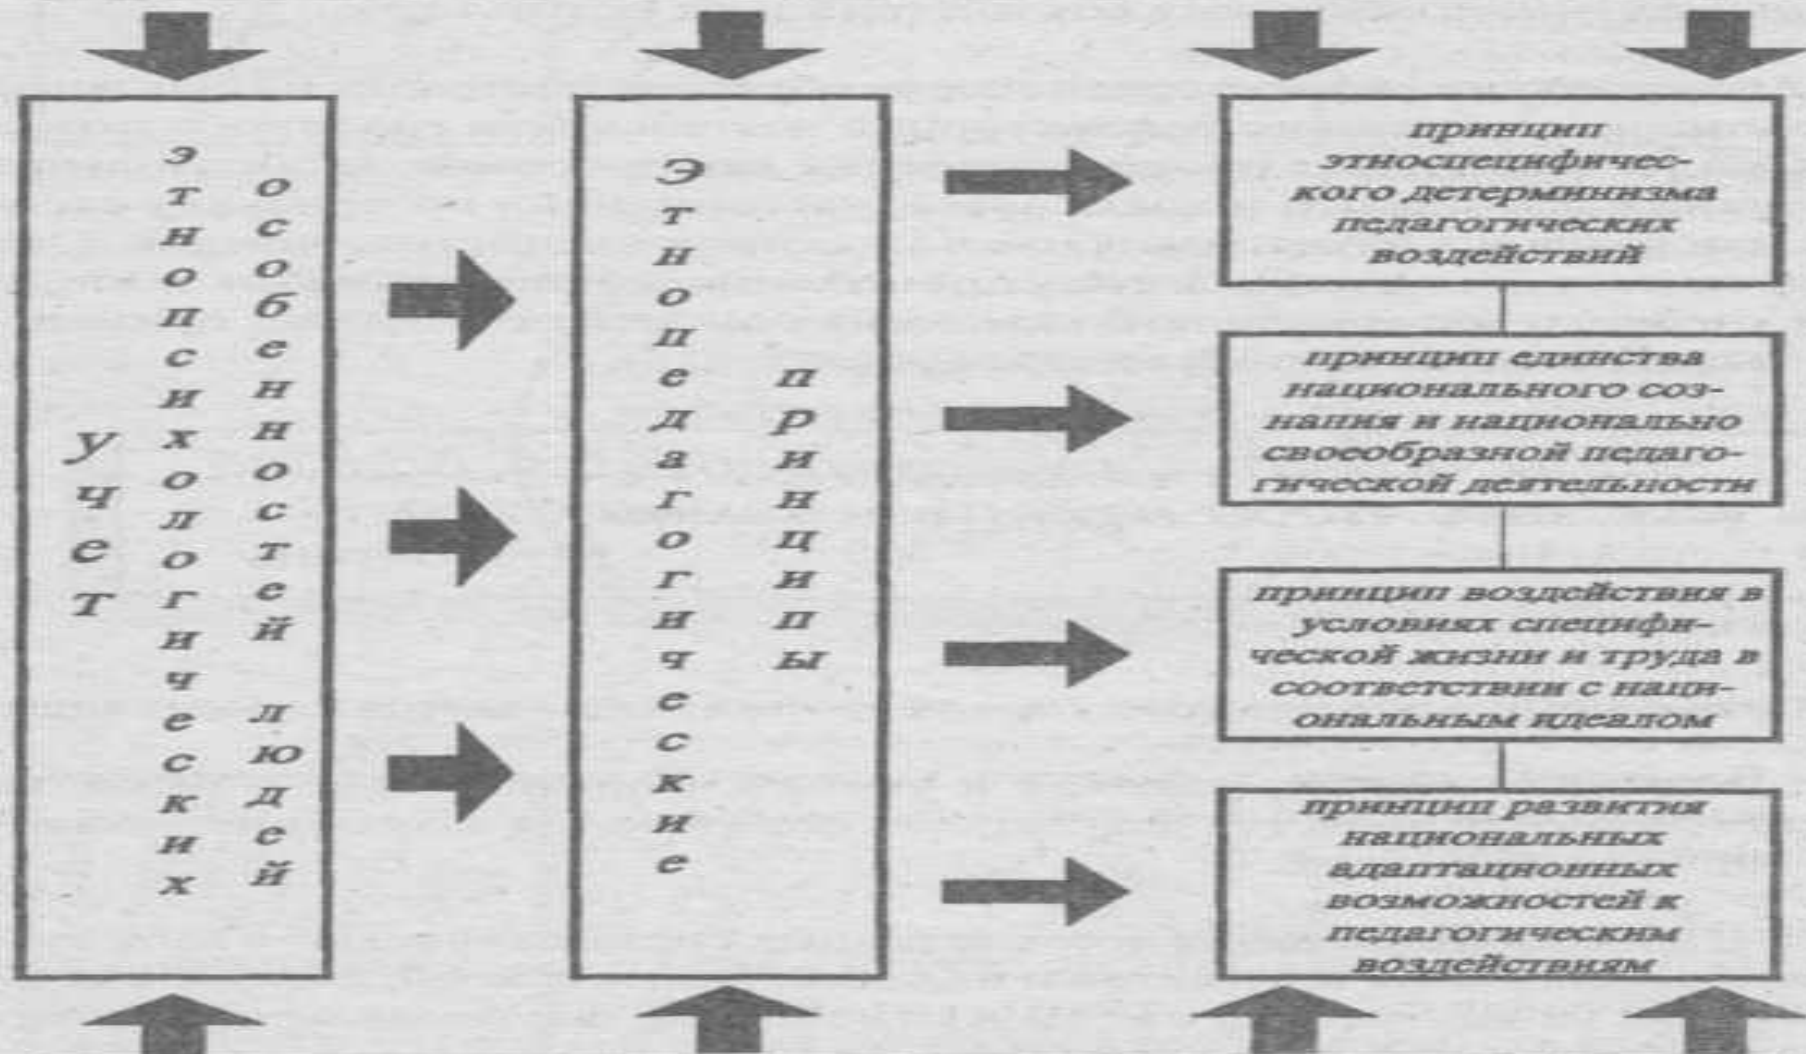 учет
этнопсихологических
особенностей людей
Этнопедагогические
принципы
принцип
этноспецифичес-
кого детерминизма
педагогических
воздействий
принцип единства
национального соз-
нания и национально
своеобразной педаго-
гической деятельности
принцип воздействия в
условиях специфи-
ческой жизни и труда в
соответствии с наци-
ональным идеалом
принцип развития
национальных
адаптационных
возможностей к
педагогическим
воздействиям